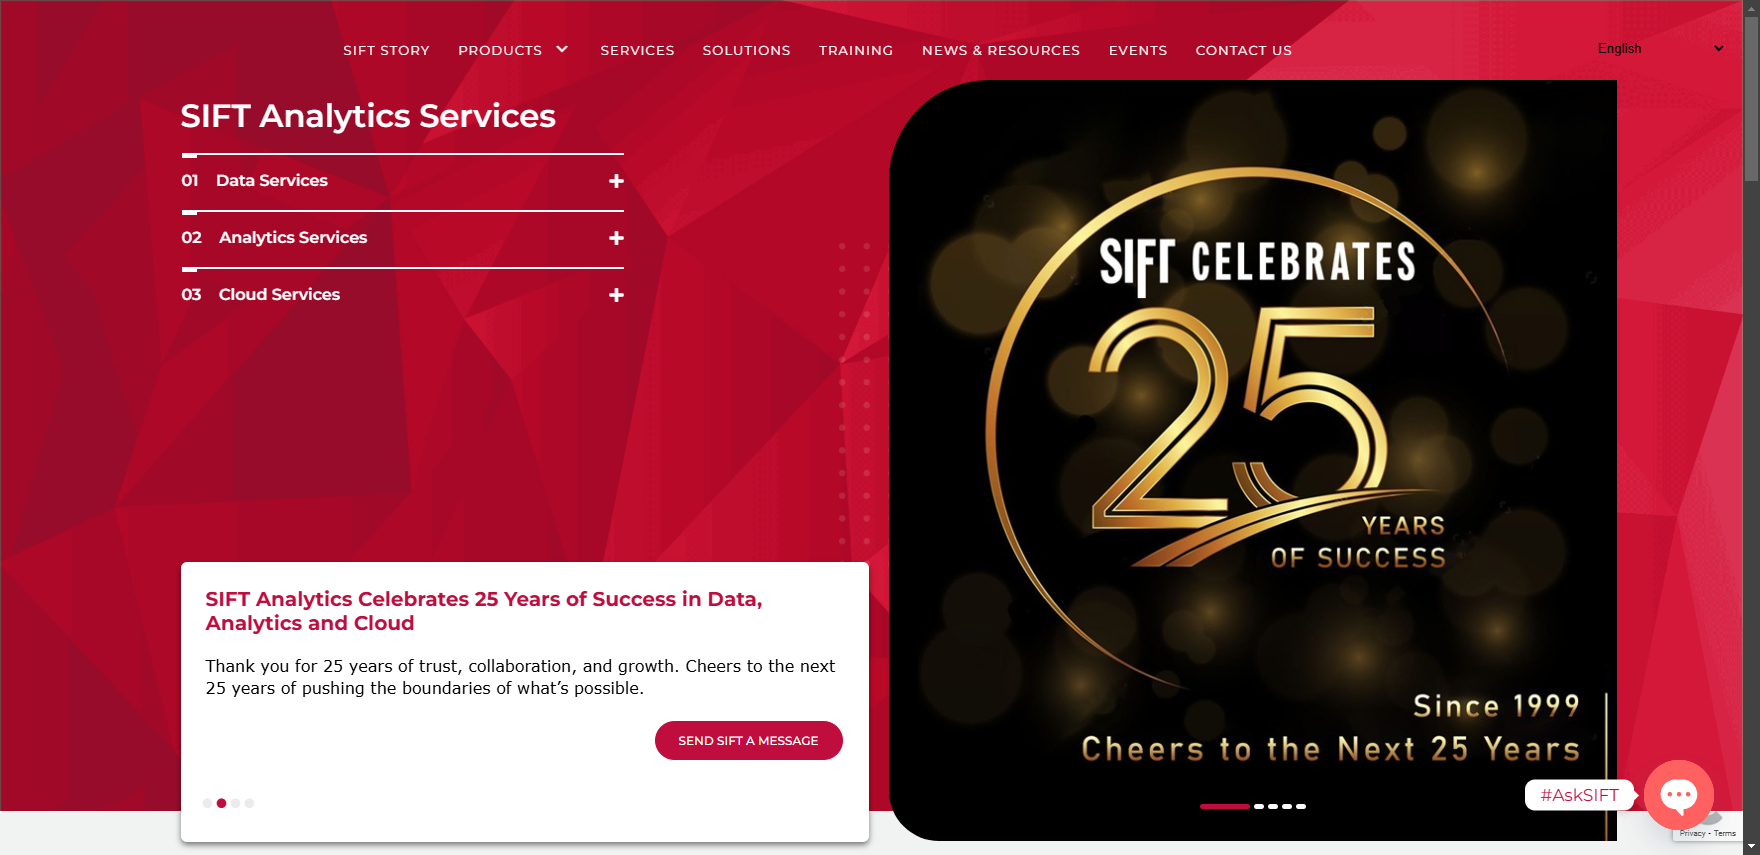 SIFT STORY PRODUCTS SERVICES SOLUTIONS TRAINING NEWS & RESOURCES EVENTS CONTACT US English
SIFT Analytics Services
01 Data Services +
02 Analytics Services +
03 Cloud Services +
SIFT CELEBRATES
25
YEARS
OF SUCCESS
Since 1999
Cheers to the Next 25 Years
SIFT Analytics Celebrates 25 Years of Success in Data,
Analytics and Cloud
Thank you for 25 years of trust, collaboration, and growth. Cheers to the next
25 years of pushing the boundaries of what’s possible.
SEND SIFT A MESSAGE
#AskSIFT
Privacy - Terms